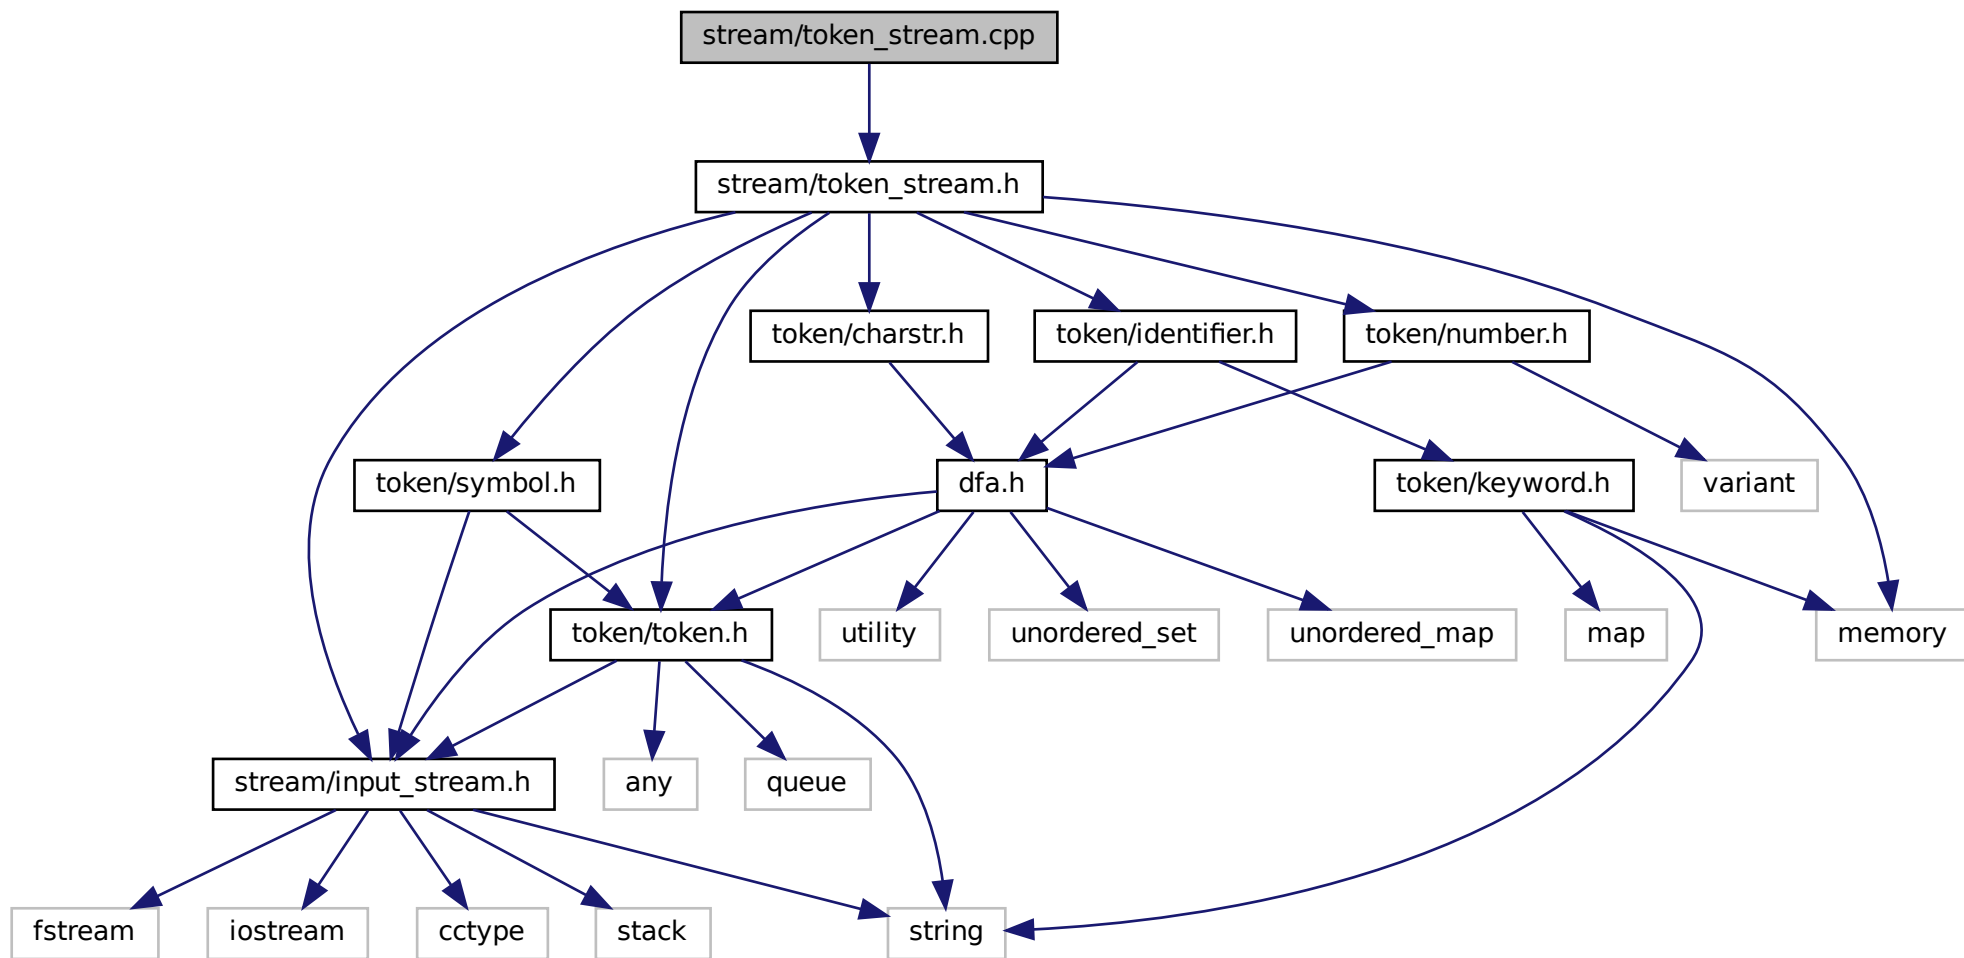 stream/token_stream.cpp
stream/token_stream.h
token/charstr.h
token/identifier.h
token/number.h
token/symbol.h
dfa.h
token/keyword.h
variant
token/token.h
utility
unordered_set
unordered_map
map
memory
stream/input_stream.h
any
queue
fstream
iostream
cctype
stack
string